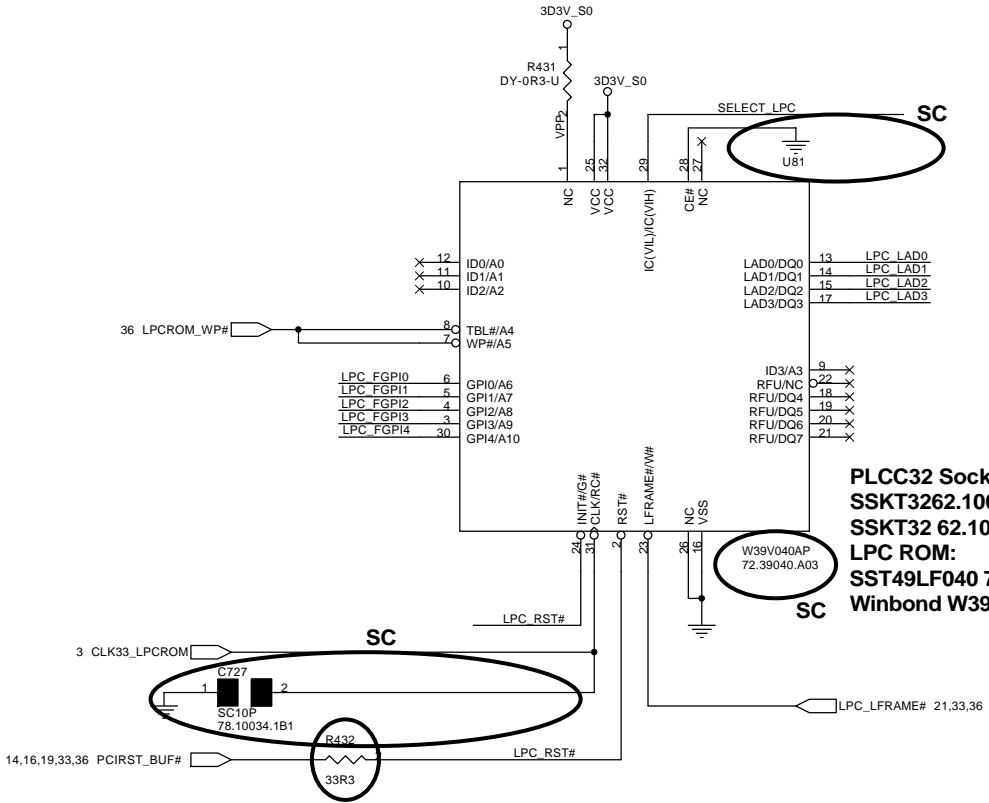 3D3V_S0
1
R431
DY-0R3-U
2
VPP
3D3V_S0
SELECT_LPC
SC
U81
1
25
32
29
28
27
NC
VCC
VCC
IC(VIL)/IC(VIH)
CE#
NC
12 ID0/A0
11 ID1/A1
10 ID2/A2
LAD0/DQ0 13 LPC_LAD0
LAD1/DQ1 14 LPC_LAD1
LAD2/DQ2 15 LPC_LAD2
LAD3/DQ3 17 LPC_LAD3
36 LPCROM_WP#
8 TBL#/A4
7 WP#/A5
ID3/A3 9
RFU/NC 22
RFU/DQ4 18
RFU/DQ5 19
RFU/DQ6 20
RFU/DQ7 21
LPC_FGPI0 6 GPI0/A6
LPC_FGPI1 5 GPI1/A7
LPC_FGPI2 4 GPI2/A8
LPC_FGPI3 3 GPI3/A9
LPC_FGPI4 30 GPI4/A10
INIT#/G#
CLK/RC#
RST#
LFRAME#/W#
NC
VSS
24
31
2
23
26
16
W39V040AP
72.39040.A03
SC
PLCC32 Sock
SSKT3262.100
SSKT32 62.10
LPC ROM:
SST49LF040 7
Winbond W39
LPC_RST#
3 CLK33_LPCROM
SC
C727
1 2
SC10P
78.10034.1B1
LPC_LFRAME# 21,33,36
14,16,19,33,36 PCIRST_BUF#
R432
33R3
LPC_RST#